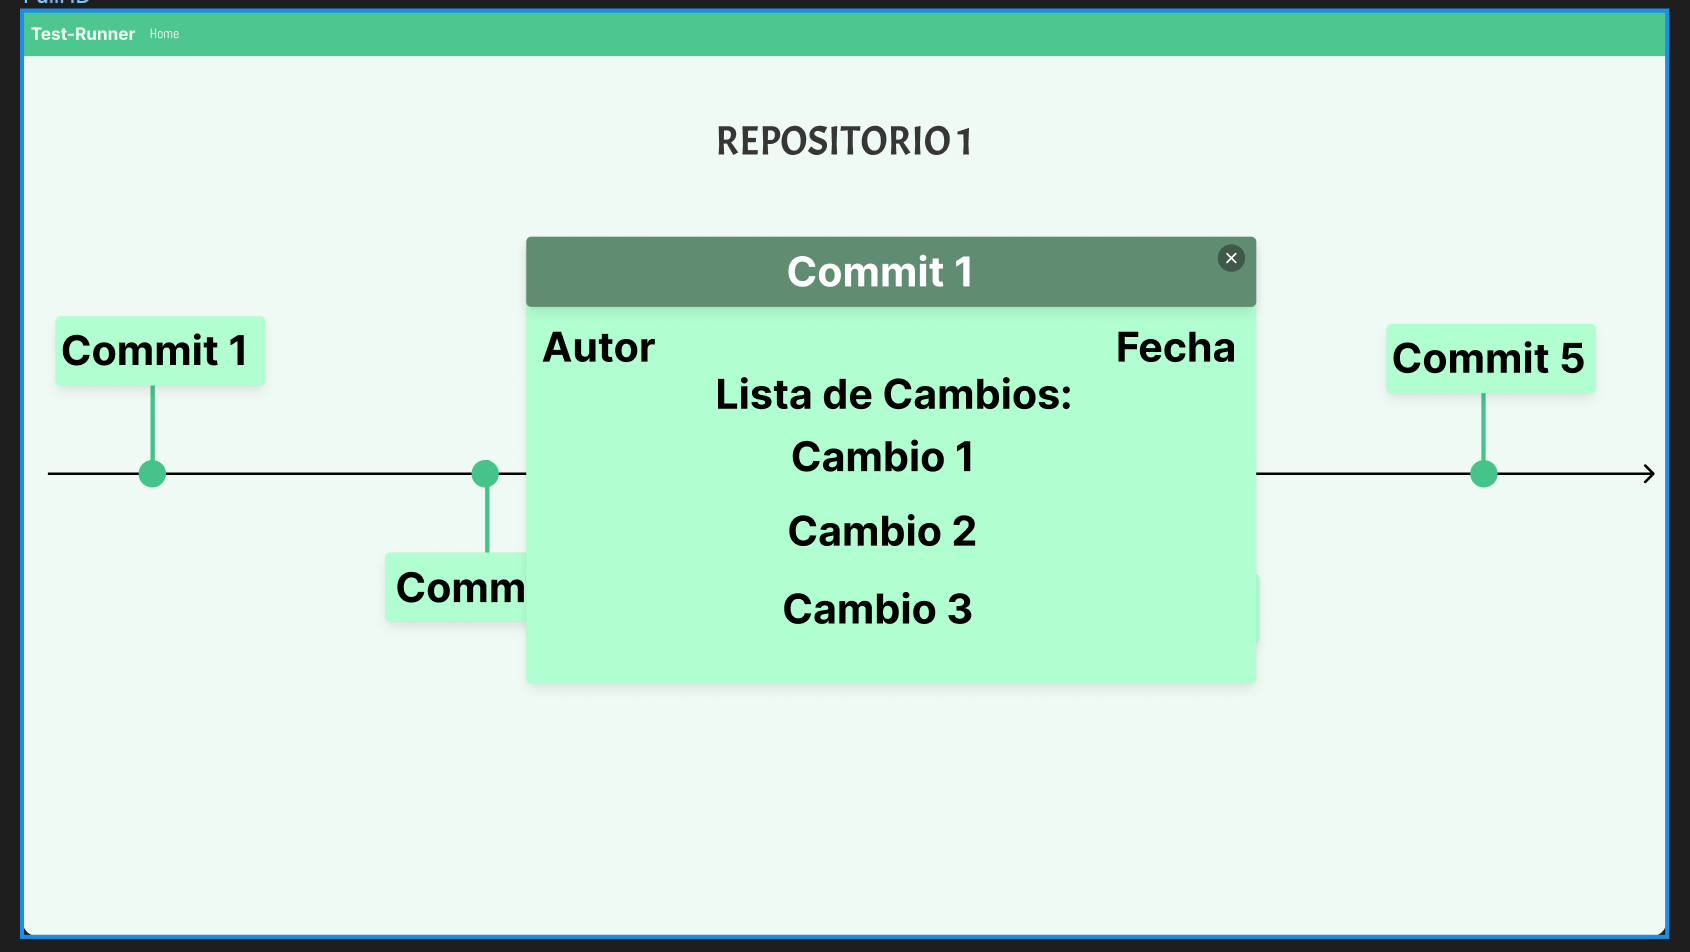 Test-Runner Home
REPOSITORIO 1
Commit 1
Commit 1
Autor Fecha
Commit 5
Lista de Cambios:
Cambio 1
Cambio 2
Comm
Cambio 3